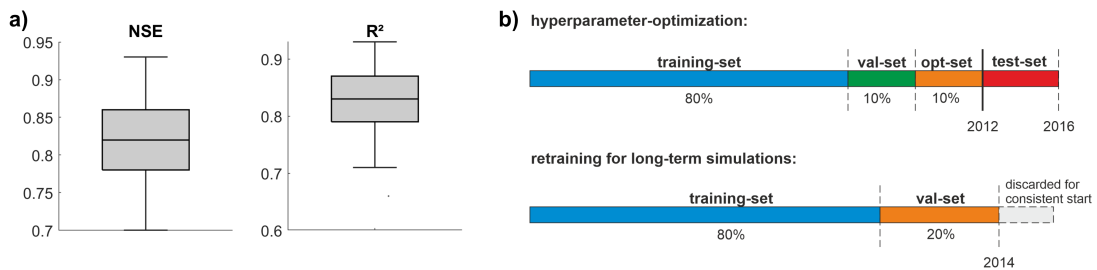 a)
NSE
0.95
0.9
0.85
0.8
0.75
0.7
R²
0.9
0.8
0.7
0.6
b)
hyperparameter-optimization:
training-set
val-set
opt-set
test-set
80%
10%
10%
2012
2016
retraining for long-term simulations:
training-set
val-set
discarded for
consistent start
80%
20%
2014